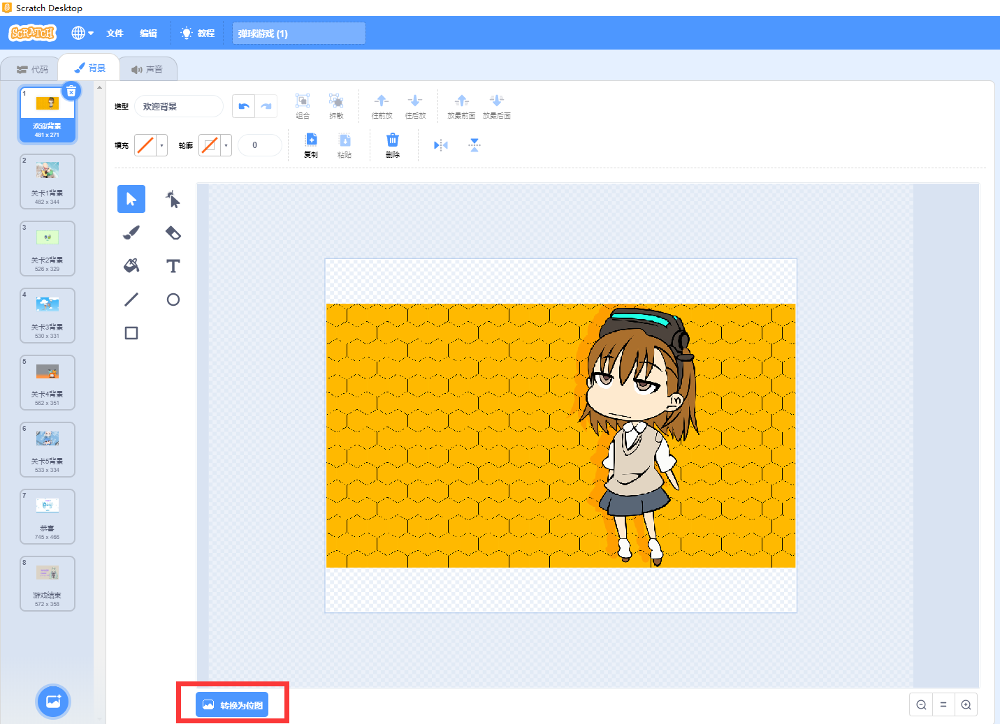 Scratch Desktop
SCRATCH 文件 编辑 教程 弹球游戏 (1)
代码 背景 声音
1
欢迎背景
481 x 271
2
关卡1背景
482 x 344
3
关卡2背景
526 x 329
4
关卡3背景
530 x 331
5
关卡4背景
562 x 351
6
关卡5背景
533 x 334
7
恭喜
745 x 466
8
游戏结束
572 x 358
造型 欢迎背景 组合 拆散 往前放 往后放 放最前面 放最后面
填充 轮廓 0 复制 粘贴 删除
T
转换为位图